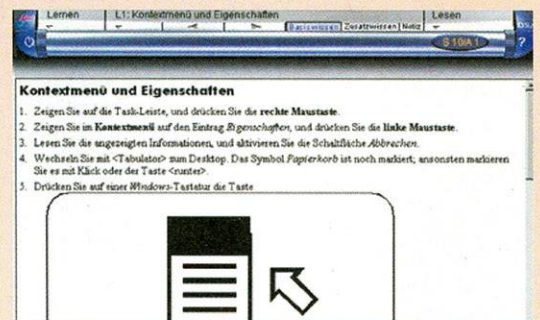 Lernen L1: Kontextmenü und Eigenschaften Lesen
Basiswissen Zusatzwissen Notiz
S 10/A 1 ?
Kontextmenü und Eigenschaften
1. Zeigen Sie auf die Task-Leiste, und drücken Sie die rechte Maustaste.
2. Zeigen Sie im Kontextmenü auf den Eintrag Eigenschaften, und drücken Sie die linke Maustaste.
3. Lesen Sie die angezeigten Informationen, und aktivieren Sie die Schaltfläche Abbrechen.
4. Wechseln Sie mit <Tabulator> zum Desktop. Das Symbol Papierkorb ist noch markiert; ansonsten markieren
Sie es mit Klick oder der Taste <runter>.
5. Drücken Sie auf einer Windows-Tastatur die Taste